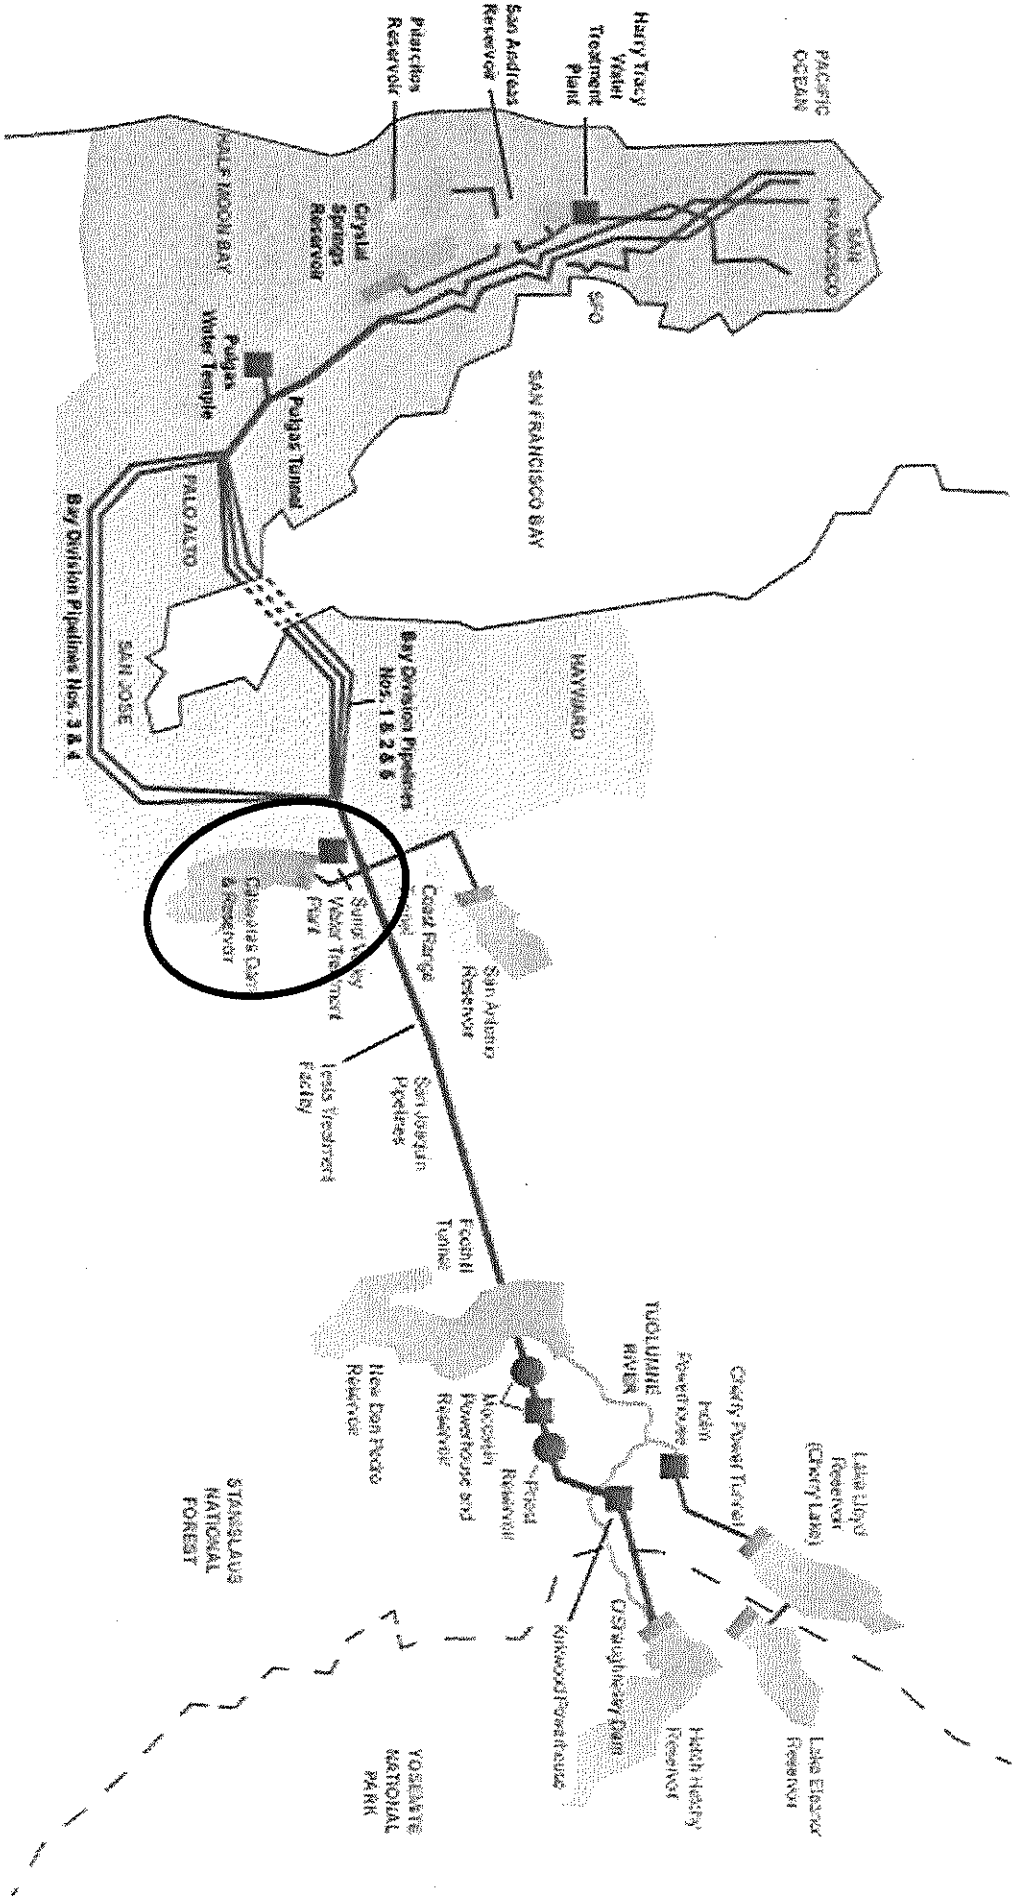 PACIFIC
OCEAN
Harry Tracy
Water
Treatment
Plant
San Andreas
Reservoir
Pilarcitos
Reservoir
SAN
FRANCISCO
SFO
Crystal
Springs
Reservoir
HALF MOON BAY
Pulgas
Water Temple
Pulgas Tunnel
SAN FRANCISCO BAY
PALO ALTO
Bay Division Pipelines Nos. 3 & 4
SAN JOSE
HAYWARD
Bay Division Pipelines
Nos. 1 & 2 & 5
Sunol Valley
Water Treatment
Plant
Calaveras Dam
& Reservoir
Coast Range
San Antonio
Reservoir
Tesla Treatment
Facility
San Joaquin
Pipelines
Foothill
Tunnel
New Don Pedro
Reservoir
Moccasin
Powerhouse and
Reservoir
Priest
Reservoir
TUOLUMNE
RIVER
Holm
Powerhouse
Cherry Power Tunnel
Lake Lloyd
Reservoir
(Cherry Lake)
Kirkwood Powerhouse
O'Shaughnessy Dam
Hetch Hetchy
Reservoir
Lake Eleanor
Reservoir
STANISLAUS
NATIONAL
FOREST
YOSEMITE
NATIONAL
PARK